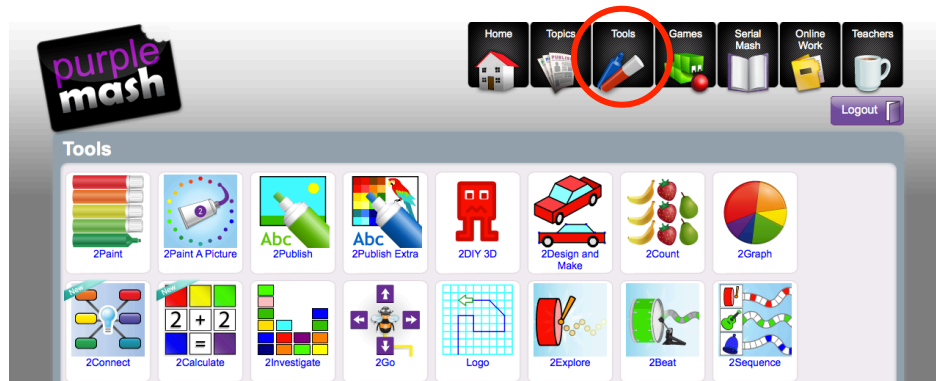 purple
mash
Home
Topics
Tools
Games
Serial
Mash
Online
Work
Teachers
PUBLISH
Logout
Tools
2
Abc
Abc
2Paint
2Paint A Picture
2Publish
2Publish Extra
2DIY 3D
2Design and
Make
2Count
2Graph
New
New
2 + 2
=
2Connect
2Calculate
2Investigate
2Go
Logo
2Explore
2Beat
2Sequence